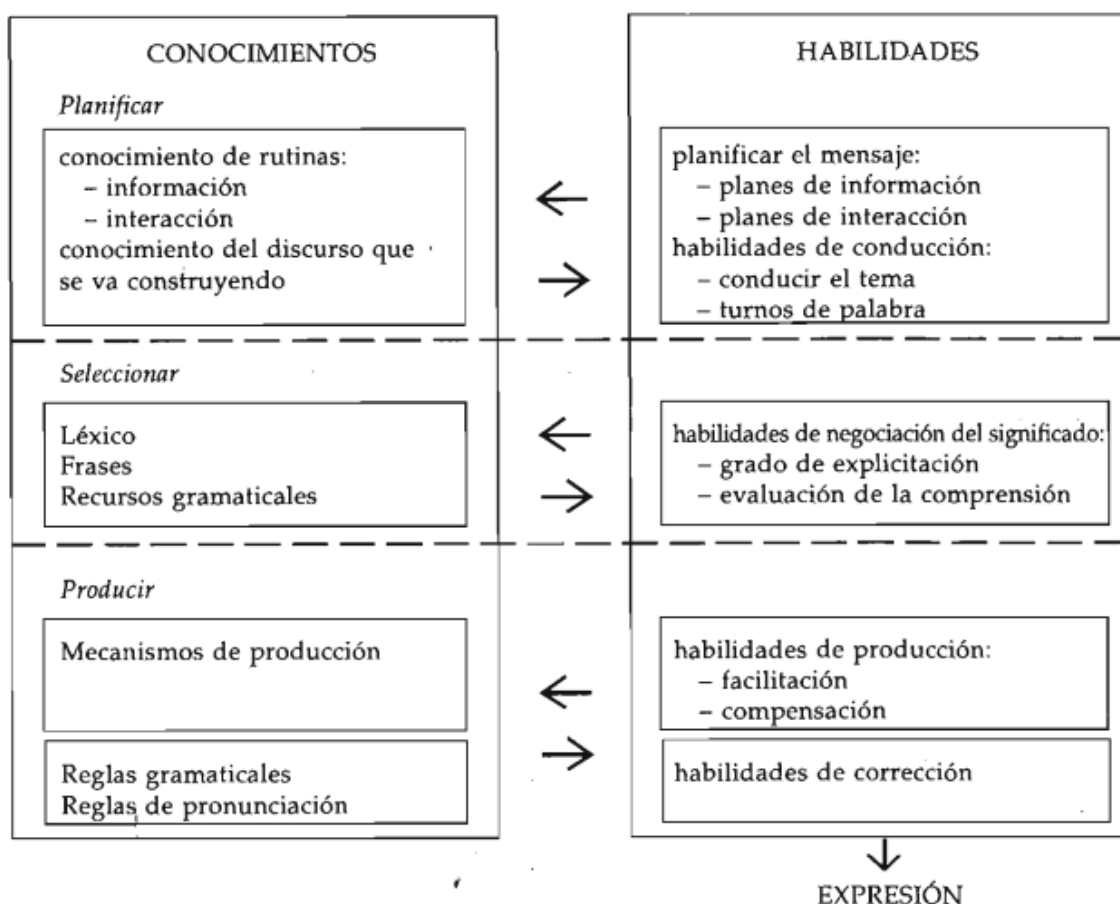 CONOCIMIENTOS
Planificar
conocimiento de rutinas:
– información
– interacción
conocimiento del discurso que
se va construyendo
Seleccionar
Léxico
Frases
Recursos gramaticales
Producir
Mecanismos de producción
Reglas gramaticales
Reglas de pronunciación
HABILIDADES
planificar el mensaje:
– planes de información
– planes de interacción
habilidades de conducción:
– conducir el tema
– turnos de palabra
habilidades de negociación del significado:
– grado de explicitación
– evaluación de la comprensión
habilidades de producción:
– facilitación
– compensación
habilidades de corrección
EXPRESIÓN